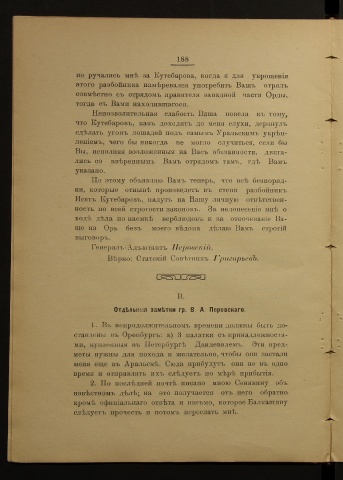 188
не ручались мнѣ за Кутебарова, когда я для укрощенія
этого разбойника намѣревался употребить Вашъ отрядъ
совмѣстно съ отрядомъ правителя западной части Орды,
тогда съ Вами находившагося.
Непозволительная слабость Ваша повела къ тому,
что Кутебаровъ, какъ доходятъ до меня слухи, дерзнулъ
сдѣлать угонъ лошадей подъ самымъ Уральскимъ укрѣп-
леніемъ, чего бы никогда не могло случиться, если бы
Вы, исполняя возложенныя на Васъ обязанности, двига-
лись со ввѣреннымъ Вамъ отрядомъ тамъ, гдѣ Вамъ
указано.
По этому объявляю Вамъ теперь, что всѣ безпоряд-
ки, которые отнынѣ произведетъ въ степи разбойникъ
Исетъ Кутебаровъ, падутъ на Вашу личную отвѣтствен-
ность по всей строгости законовъ. За недонесеніе мнѣ о
ходѣ дѣла по наемкѣ верблюдовъ и за откочеваніе Ва-
ше на Орь безъ моего вѣдома дѣлаю Вамъ строгій
выговоръ.
Генералъ-Адъютантъ Перовскій.
Вѣрно: Статскій Совѣтникъ Григорьевъ.
II.
Отдѣльныя замѣтки гр. В. А. Перовскаго.
1. Въ непродолжительномъ времени должны быть до-
ставлены въ Оренбургъ: а) 3 палатки съ принадлежностя-
ми, купленныя въ Петербургѣ Дандевилемъ. Эти пред-
меты нужны для похода и желательно, чтобы они застали
меня еще въ Аральскѣ. Сюда прибудутъ они не въ одно
время и отправлять ихъ слѣдуетъ по мѣрѣ прибытія.
2. По послѣдней почтѣ писано мною Сенявину объ
извѣстномъ дѣлѣ; на это получается отъ него обратно
кромѣ офиціальнаго отвѣта и письмо, которое Балкашину
слѣдуетъ прочесть и потомъ переслать мнѣ.